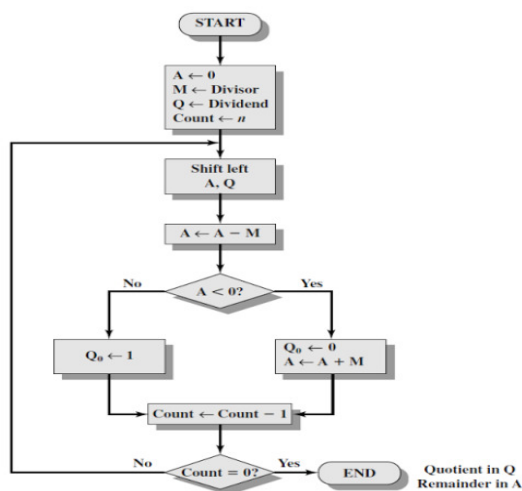 START
A ← 0
M ← Divisor
Q ← Dividend
Count ← n
Shift left
A, Q
A ← A − M
No
A < 0?
Yes
Q₀ ← 1
Q₀ ← 0
A ← A + M
Count ← Count − 1
No
Count = 0?
Yes
END
Quotient in Q
Remainder in A